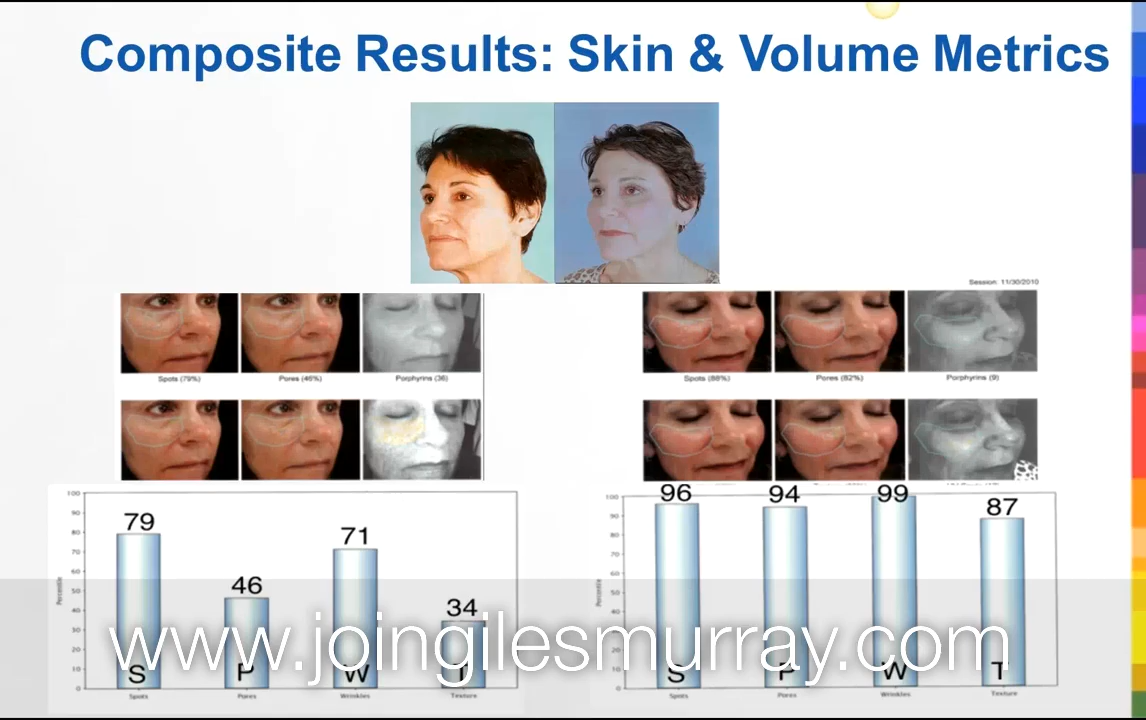 Composite Results: Skin & Volume Metrics
Session: 11/30/2010
Spots (79%) Pores (46%) Porphyrins (36)
Spots (88%) Pores (82%) Porphyrins (9)
100
90
80
70
60
50
40
30
20
10
0
Percentile
79
46
71
34
S P W T
Spots Pores Wrinkles Texture
100
90
80
70
60
50
40
30
20
10
0
Percentile
96
94
99
87
S P W T
Spots Pores Wrinkles Texture
www.joingilesmurray.com